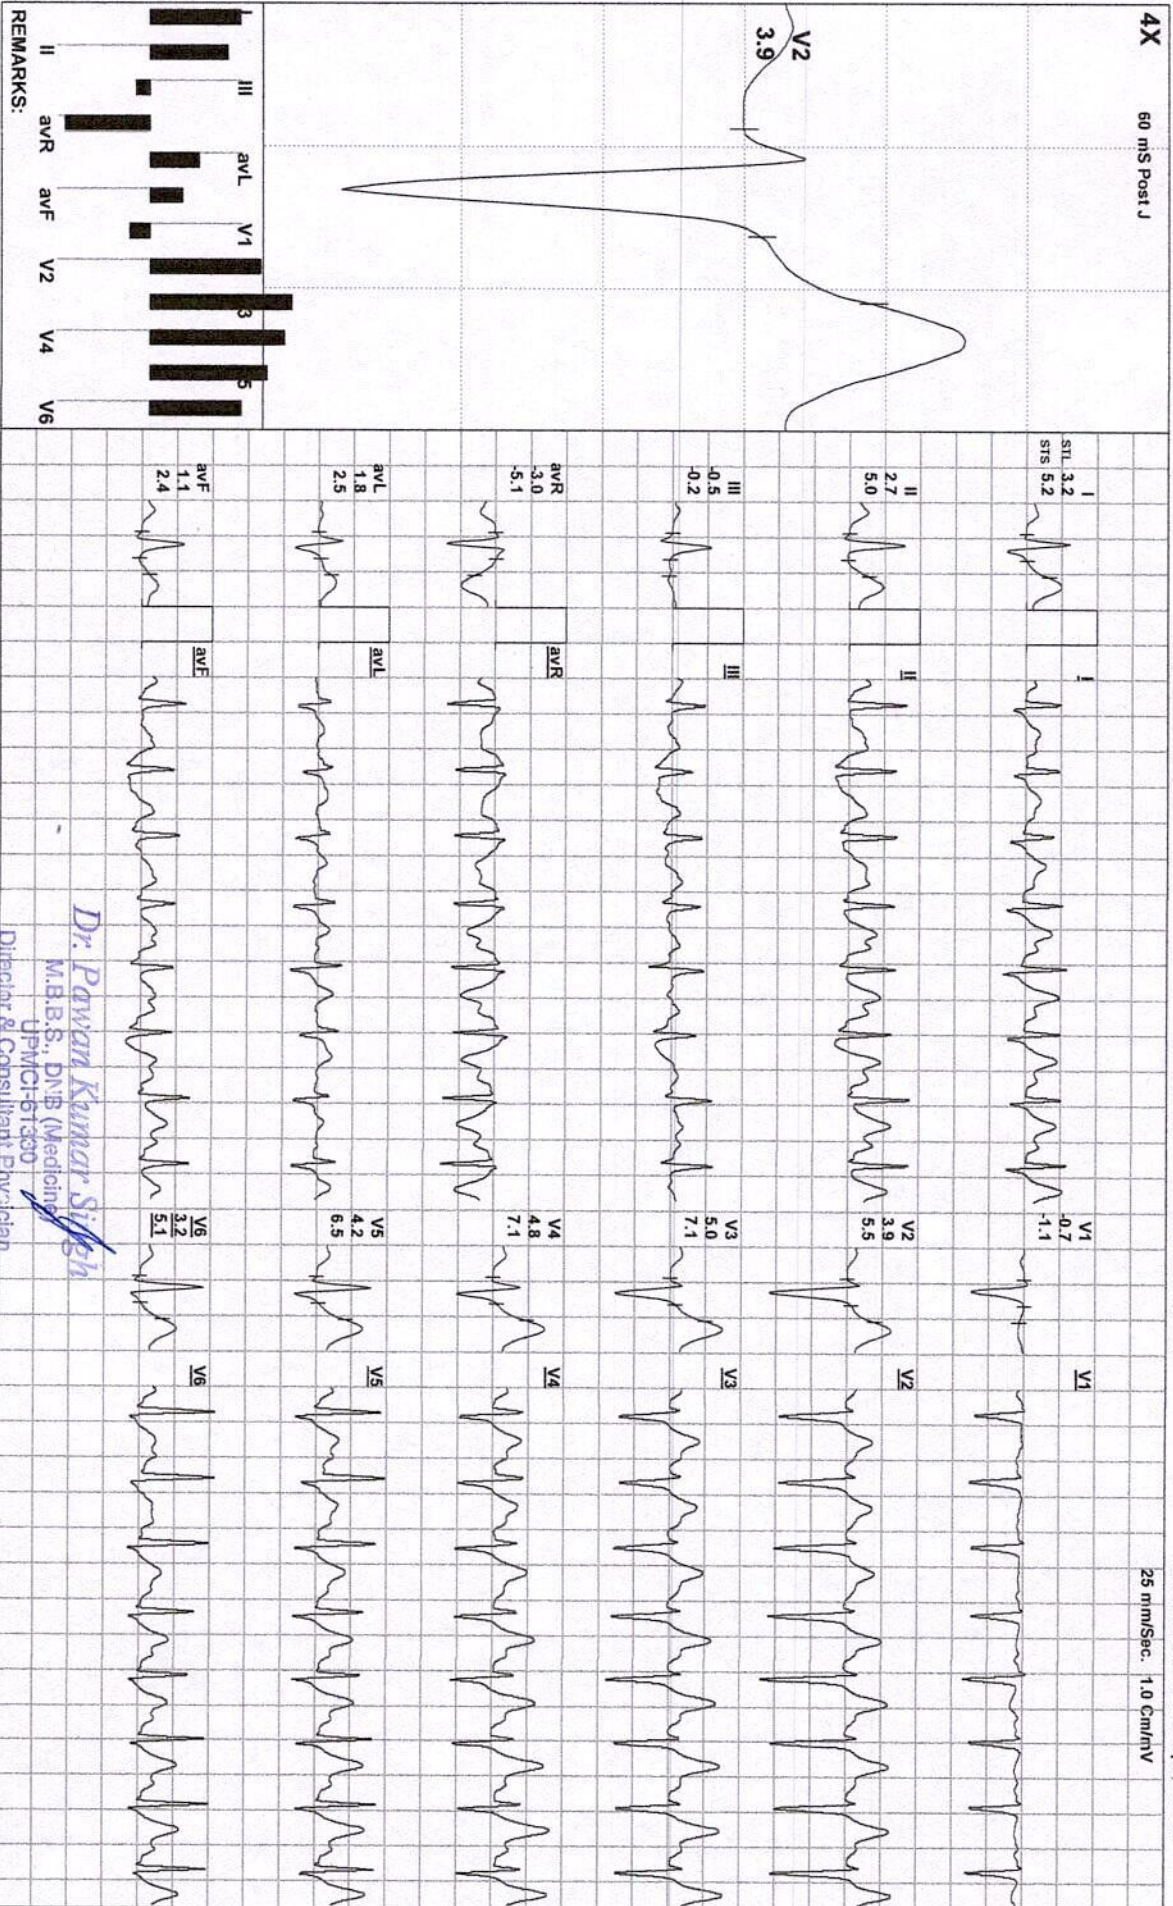 4X
60 mS Post J
25 mm/Sec. 1.0 Cm/mV
V2
3.9
I
STL 3.2
STS 5.2
I
V1
-0.7
-1.1
V1
II
2.7
5.0
II
V2
3.9
5.5
V2
III
-0.5
-0.2
III
V3
5.0
7.1
V3
avR
-3.0
-5.1
avR
V4
4.8
7.1
V4
avL
1.8
2.5
avL
V5
4.2
6.5
V5
avF
1.1
2.4
avF
V6
3.2
5.1
V6
I III avL V1 3 5
II avR avF V2 V4 V6
REMARKS:
Dr. Pawan Kumar Singh
M.B.B.S., DNB (Medicine)
UPMCI-61330
Director & Consultant Physician